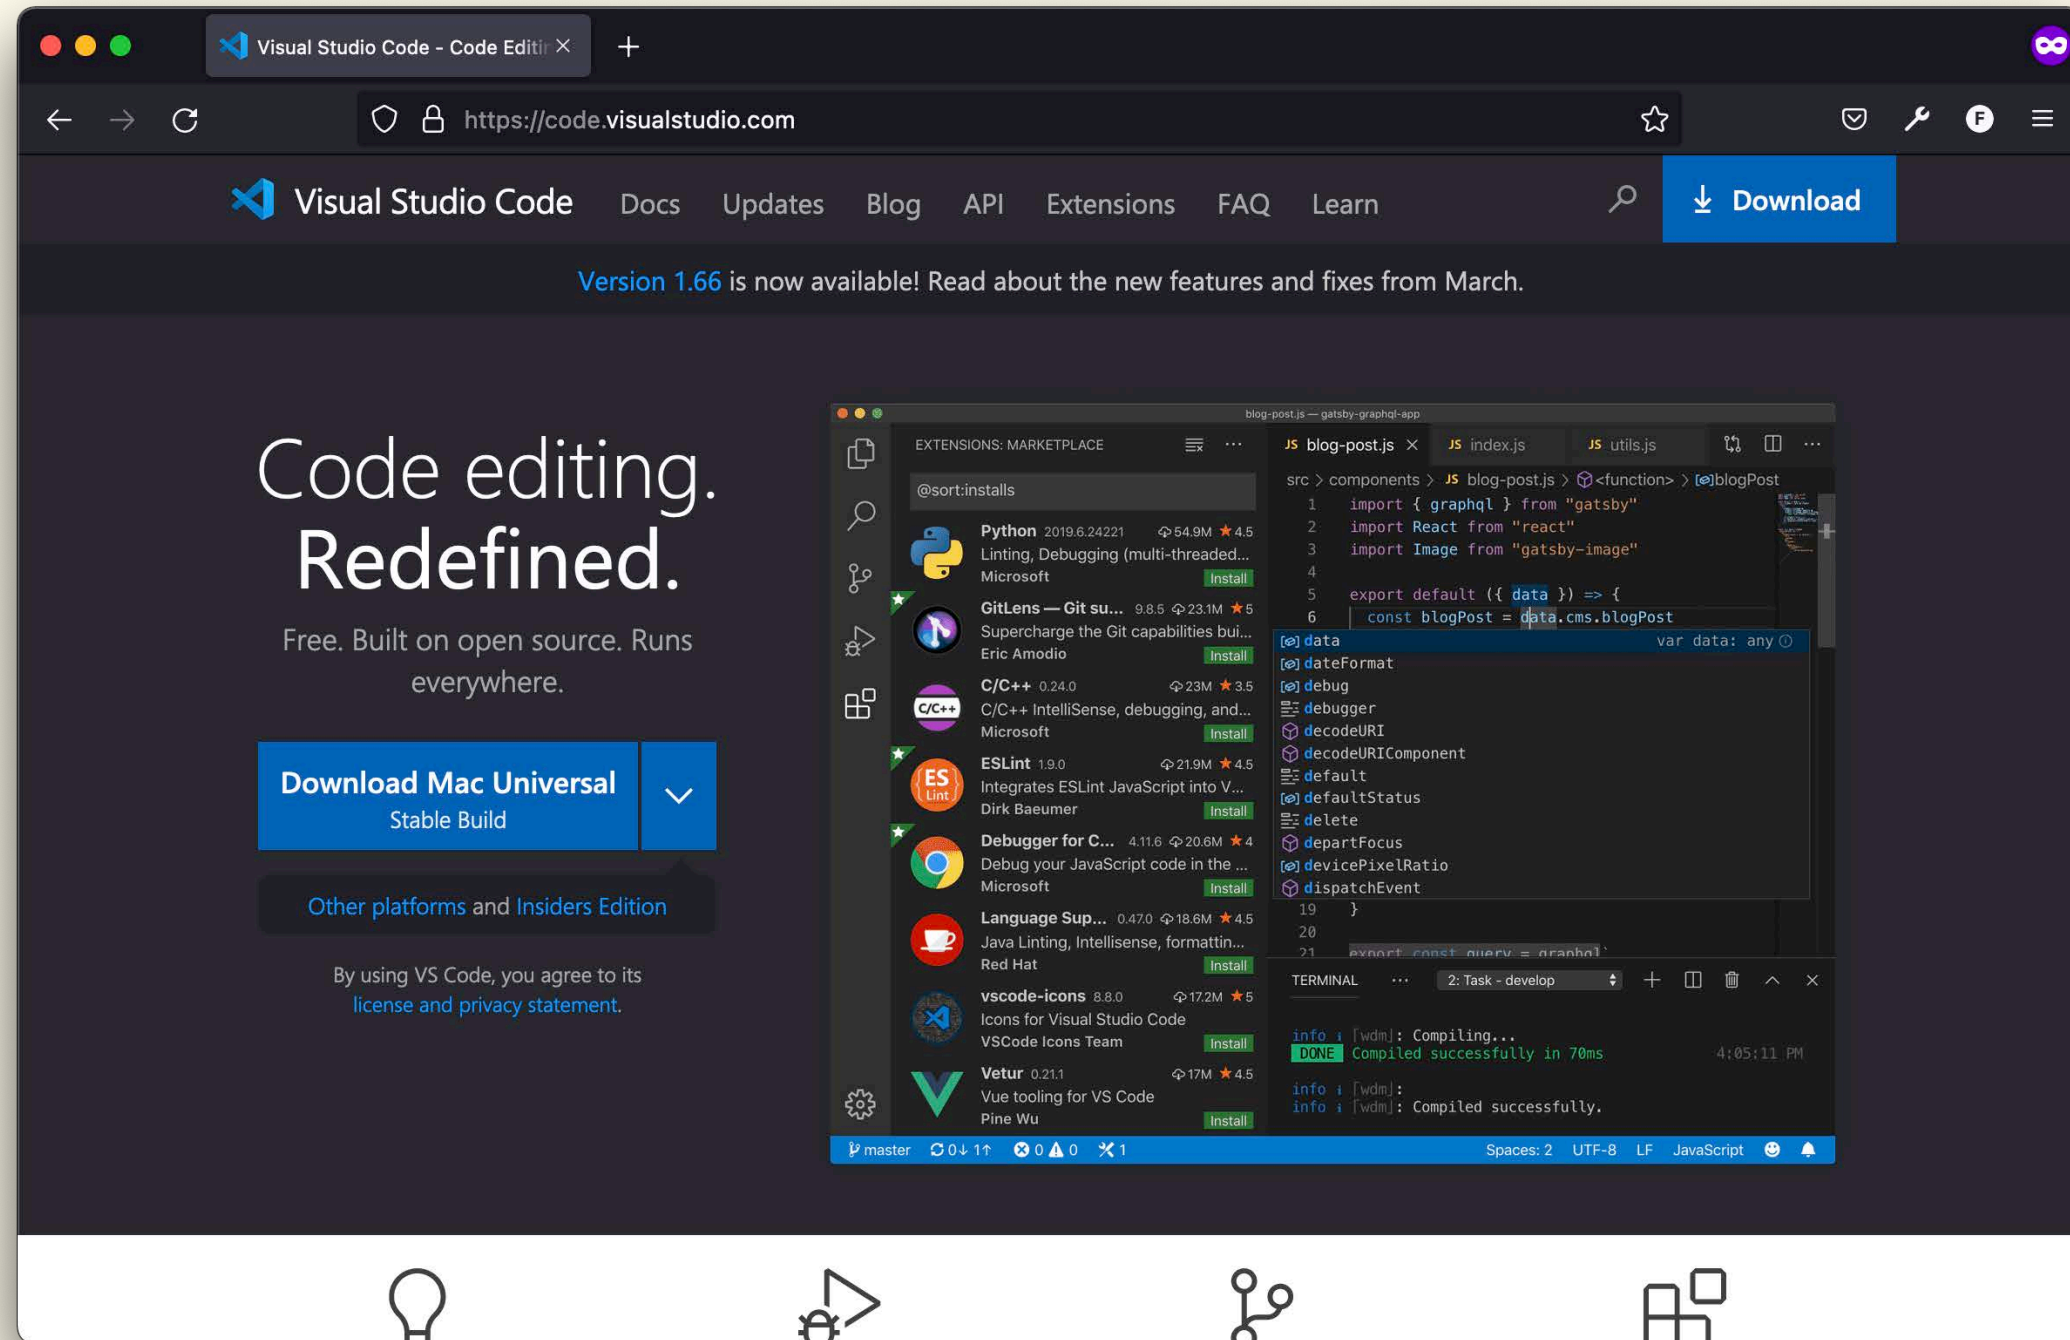 Visual Studio Code - Code Editin
https://code.visualstudio.com
F
Visual Studio Code Docs Updates Blog API Extensions FAQ Learn Download
Version 1.66 is now available! Read about the new features and fixes from March.
Code editing.
Redefined.
Free. Built on open source. Runs
everywhere.
Download Mac Universal
Stable Build
Other platforms and Insiders Edition
By using VS Code, you agree to its
license and privacy statement.
blog-post.js — gatsby-graphql-app
EXTENSIONS: MARKETPLACE
@sort:installs
Python 2019.6.24221 54.9M ★4.5
Linting, Debugging (multi-threaded...
Microsoft Install
GitLens — Git su... 9.8.5 23.1M ★5
Supercharge the Git capabilities bui...
Eric Amodio Install
C/C++
C/C++ 0.24.0 23M ★3.5
C/C++ IntelliSense, debugging, and...
Microsoft Install
ES
Lint
ESLint 1.9.0 21.9M ★4.5
Integrates ESLint JavaScript into V...
Dirk Baeumer Install
Debugger for C... 4.11.6 20.6M ★4
Debug your JavaScript code in the ...
Microsoft Install
Language Sup... 0.47.0 18.6M ★4.5
Java Linting, Intellisense, formattin...
Red Hat Install
vscode-icons 8.8.0 17.2M ★5
Icons for Visual Studio Code
VSCode Icons Team Install
Vetur 0.21.1 17M ★4.5
Vue tooling for VS Code
Pine Wu Install
JS blog-post.js JS index.js JS utils.js
src > components > JS blog-post.js > <function> > blogPost
1 import { graphql } from "gatsby"
2 import React from "react"
3 import Image from "gatsby-image"
4
5 export default ({ data }) => {
6 const blogPost = data.cms.blogPost
data var data: any
dateFormat
debug
debugger
decodeURI
decodeURIComponent
default
defaultStatus
delete
departFocus
devicePixelRatio
dispatchEvent
19 }
20
21 export const query = graphql`
TERMINAL ... 2: Task - develop
info i ｢wdm｣: Compiling...
DONE Compiled successfully in 70ms 4:05:11 PM
info i ｢wdm｣:
info i ｢wdm｣: Compiled successfully.
master 0↓ 1↑ 0 0 1 Spaces: 2 UTF-8 LF JavaScript